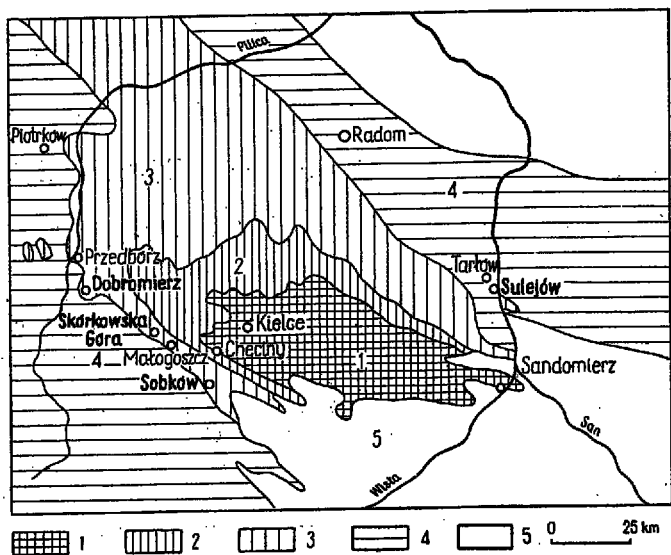 Pilica
Piotrków
Radom
3
4
Przedbórz
2
Tarłów
Dobromierz
Sulejów
Skórkowska
Góra
Kielce
4
Małogoszcz
Chęciny
1
Sandomierz
Sobków
5
San
Wisła
1 2 3 4 5 0 25 km